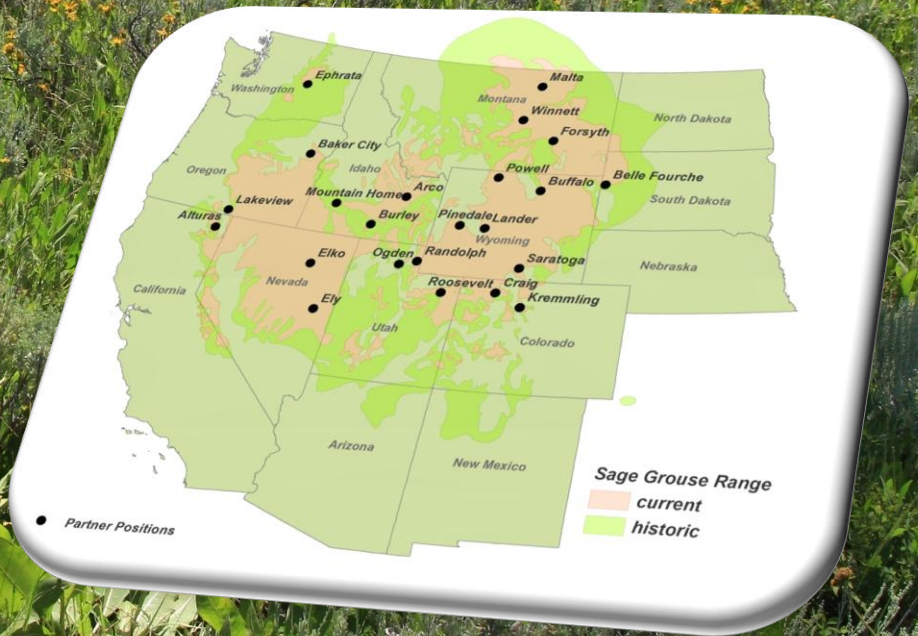 Ephrata
Washington
Malta
Montana
Winnett
North Dakota
Forsyth
Baker City
Oregon
Idaho
Powell
Buffalo
Belle Fourche
Arco
Mountain Home
South Dakota
Lakeview
Alturas
Burley
Pinedale
Lander
Wyoming
Elko
Ogden
Randolph
Saratoga
Nebraska
Nevada
California
Roosevelt
Craig
Ely
Kremmling
Utah
Colorado
Arizona
New Mexico
Sage Grouse Range
current
historic
Partner Positions